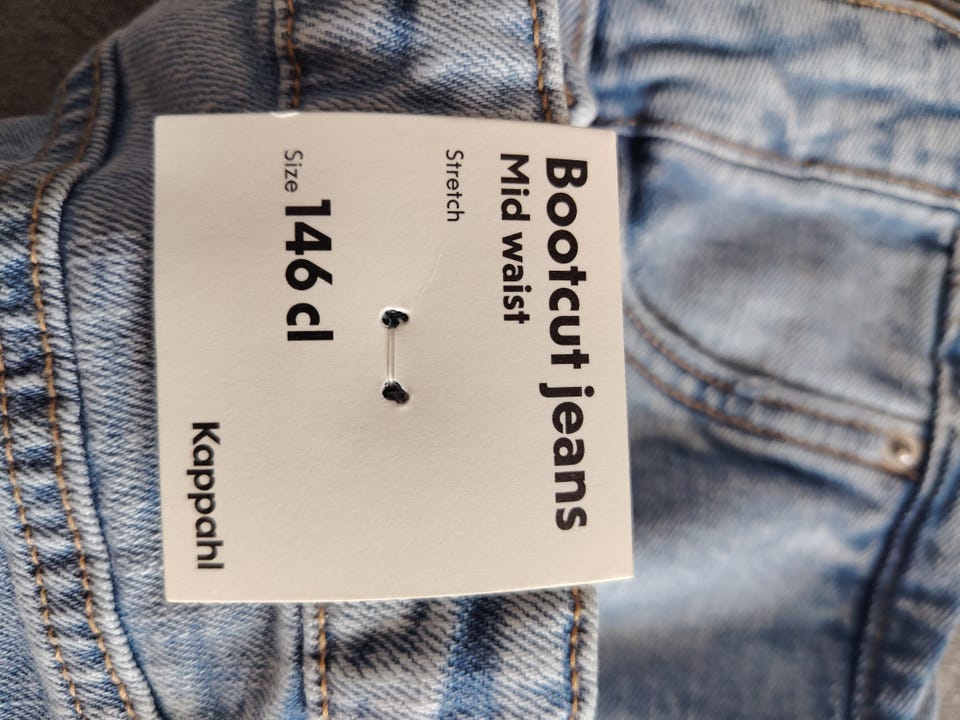 Bootcut jeans
Mid waist
Stretch
Size 146 cl
Kappahl